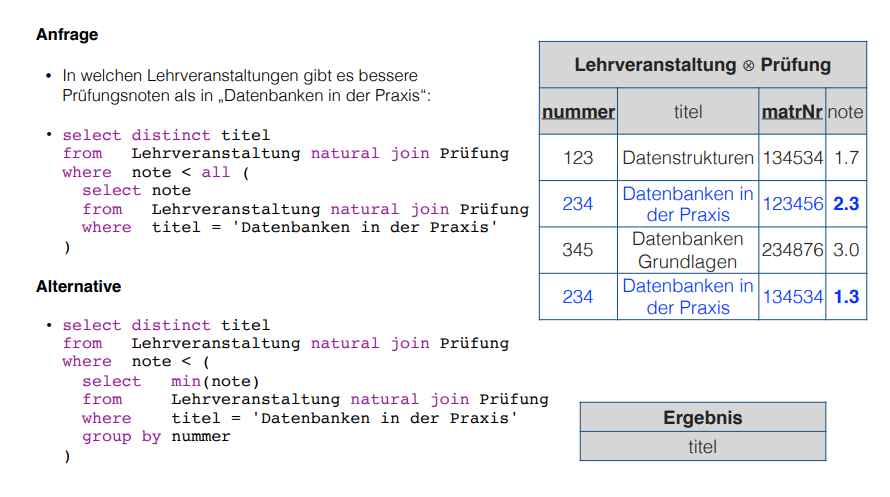 Anfrage
• In welchen Lehrveranstaltungen gibt es bessere
Prüfungsnoten als in „Datenbanken in der Praxis“:
• select distinct titel
from   Lehrveranstaltung natural join Prüfung
where  note < all (
  select note
  from   Lehrveranstaltung natural join Prüfung
  where  titel = 'Datenbanken in der Praxis'
)
Alternative
• select distinct titel
from   Lehrveranstaltung natural join Prüfung
where  note < (
  select   min(note)
  from     Lehrveranstaltung natural join Prüfung
  where    titel = 'Datenbanken in der Praxis'
  group by nummer
)
Lehrveranstaltung ⊗ Prüfung
nummer titel matrNr note
123 Datenstrukturen 134534 1.7
234 Datenbanken in der Praxis 123456 2.3
345 Datenbanken Grundlagen 234876 3.0
234 Datenbanken in der Praxis 134534 1.3
Ergebnis
titel